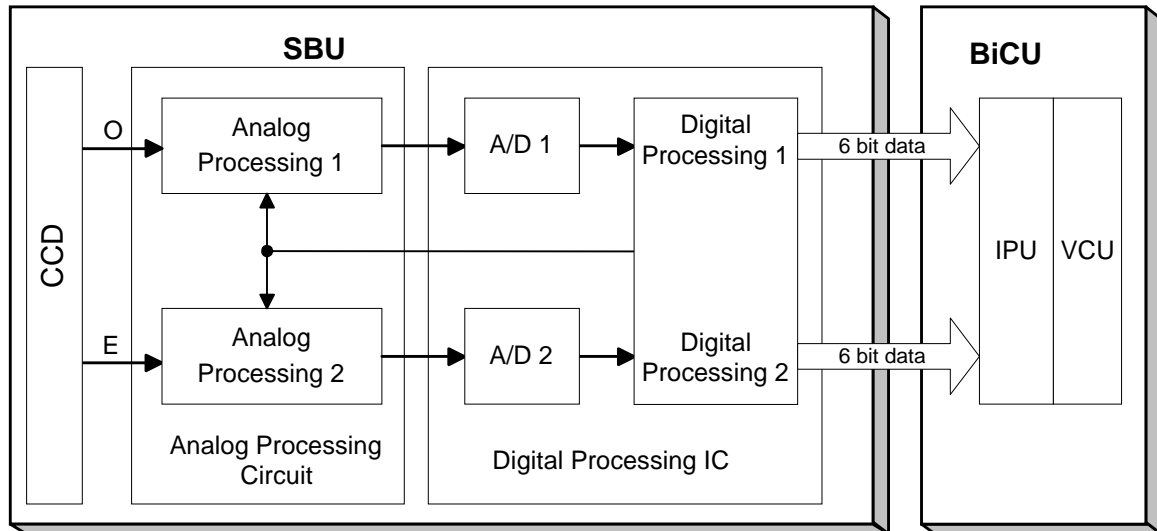 SBU
BiCU
CCD
O
E
Analog
Processing 1
A/D 1
Digital
Processing 1
6 bit data
IPU
VCU
Analog
Processing 2
A/D 2
Digital
Processing 2
6 bit data
Analog Processing
Circuit
Digital Processing IC